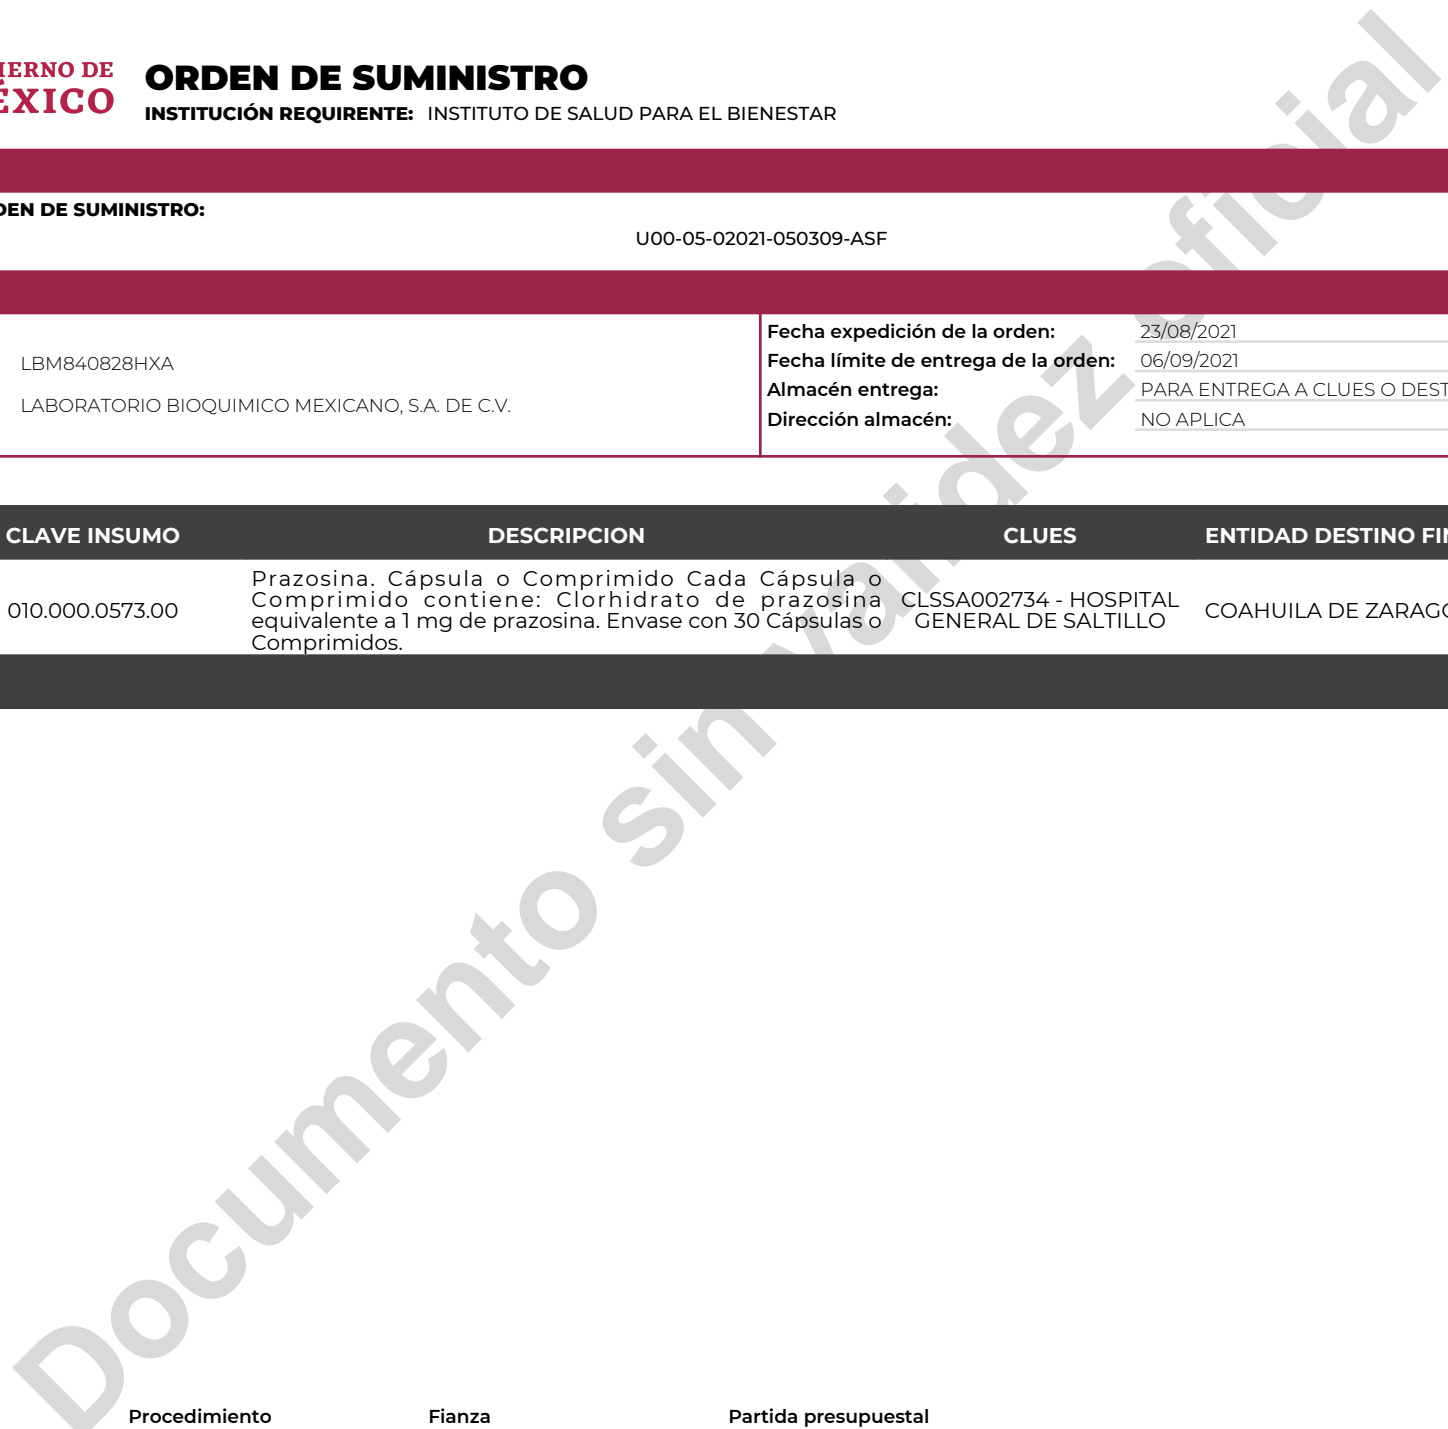 IERNO DE
ÉXICO
ORDEN DE SUMINISTRO
INSTITUCIÓN REQUIRENTE: INSTITUTO DE SALUD PARA EL BIENESTAR
DEN DE SUMINISTRO:
U00-05-02021-050309-ASF
LBM840828HXA
LABORATORIO BIOQUIMICO MEXICANO, S.A. DE C.V.
Fecha expedición de la orden: 23/08/2021
Fecha límite de entrega de la orden: 06/09/2021
Almacén entrega: PARA ENTREGA A CLUES O DEST
Dirección almacén: NO APLICA
CLAVE INSUMO DESCRIPCION CLUES ENTIDAD DESTINO FIN
010.000.0573.00
Prazosina. Cápsula o Comprimido Cada Cápsula o
Comprimido contiene: Clorhidrato de prazosina
equivalente a 1 mg de prazosina. Envase con 30 Cápsulas o
Comprimidos.
CLSSA002734 - HOSPITAL
GENERAL DE SALTILLO
COAHUILA DE ZARAGO
Documento sin validez oficial
Procedimiento Fianza Partida presupuestal